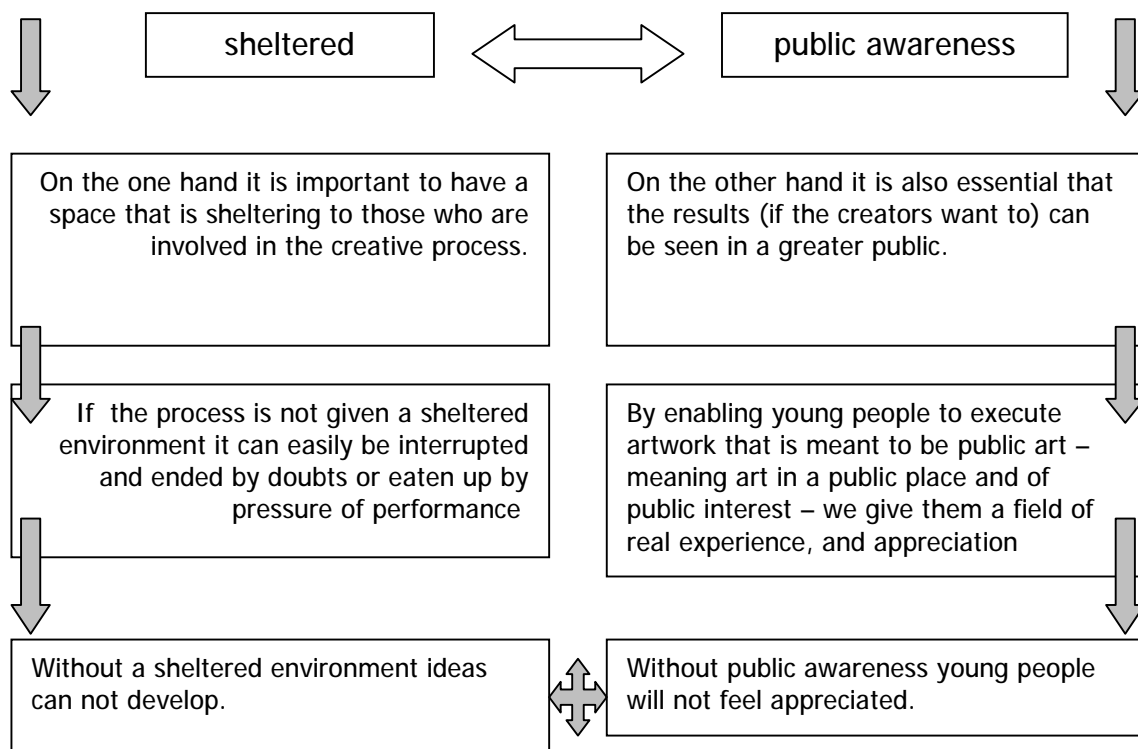 sheltered
public awareness
On the one hand it is important to have a
space that is sheltering to those who are
involved in the creative process.
On the other hand it is also essential that
the results (if the creators want to) can
be seen in a greater public.
If the process is not given a sheltered
environment it can easily be interrupted
and ended by doubts or eaten up by
pressure of performance
By enabling young people to execute
artwork that is meant to be public art –
meaning art in a public place and of
public interest – we give them a field of
real experience, and appreciation
Without a sheltered environment ideas
can not develop.
Without public awareness young people
will not feel appreciated.